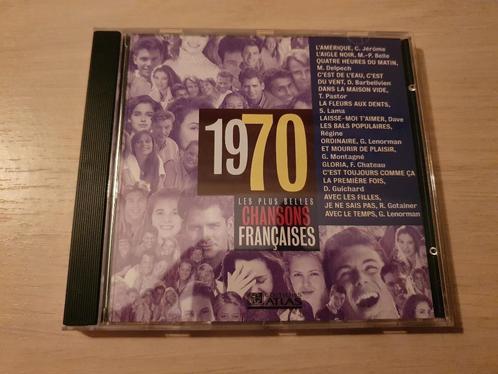 L'AMÉRIQUE, C. Jérôme
L'AIGLE NOIR, M.-P. Belle
QUATRE HEURES DU MATIN,
M. Delpech
C'EST DE L'EAU, C'EST
DU VENT, D. Barbelivien
DANS LA MAISON VIDE,
T. Pastor
LA FLEURS AUX DENTS,
S. Lama
LAISSE-MOI T'AIMER, Dave
LES BALS POPULAIRES,
Régine
ORDINAIRE, G. Lenorman
ET MOURIR DE PLAISIR,
G. Montagné
GLORIA, F. Chateau
C'EST TOUJOURS COMME ÇA
LA PREMIÈRE FOIS,
D. Guichard
AVEC LES FILLES,
JE NE SAIS PAS, R. Gotainer
AVEC LE TEMPS, G. Lenorman
1970
LES PLUS BELLES
CHANSONS
FRANÇAISES
ATLAS